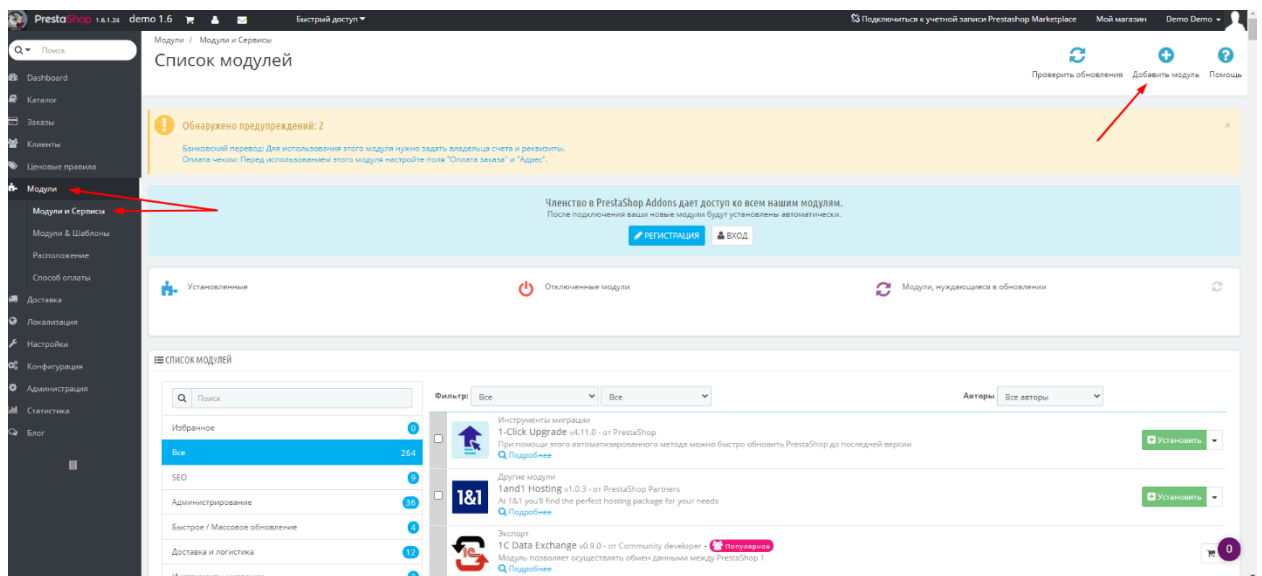 PrestaShop 1.6.1.24 demo 1.6 Быстрый доступ Подключиться к учетной записи Prestashop Marketplace Мой магазин Demo Demo
Поиск
Dashboard
Каталог
Заказы
Клиенты
Ценовые правила
Модули
Модули и Сервисы
Модули & Шаблоны
Расположение
Способ оплаты
Доставка
Локализация
Настройки
Конфигурация
Администрация
Статистика
Блог
Модули / Модули и Сервисы
Список модулей
Проверить обновления Добавить модуль Помощь
Обнаружено предупреждений: 2
Банковский перевод: Для использования этого модуля нужно задать владельца счета и реквизиты.
Оплата чеком: Перед использованием этого модуля настройте поля "Оплата заказа" и "Адрес".
Членство в PrestaShop Addons дает доступ ко всем нашим модулям.
После подключения ваши новые модули будут установлены автоматически.
РЕГИСТРАЦИЯ ВХОД
Установленные Отключенные модули Модули, нуждающиеся в обновлении
СПИСОК МОДУЛЕЙ
Поиск
Избранное 0
Все 264
SEO 9
Администрирование 36
Быстрое / Массовое обновление 4
Доставка и логистика 12
Фильтр: Все Все Авторы Все авторы
Инструменты миграции
1-Click Upgrade v4.11.0 - от PrestaShop
При помощи этого автоматизированного метода можно быстро обновить PrestaShop до последней версии
Подробнее
Установить
Другие модули
1&1
1and1 Hosting v1.0.3 - от PrestaShop Partners
At 1&1 you'll find the perfect hosting package for your needs
Подробнее
Установить
Экспорт
1C
1C Data Exchange v0.9.0 - от Community developer - Популярное
Модуль позволяет осуществлять обмен данными между PrestaShop 1
Подробнее
0